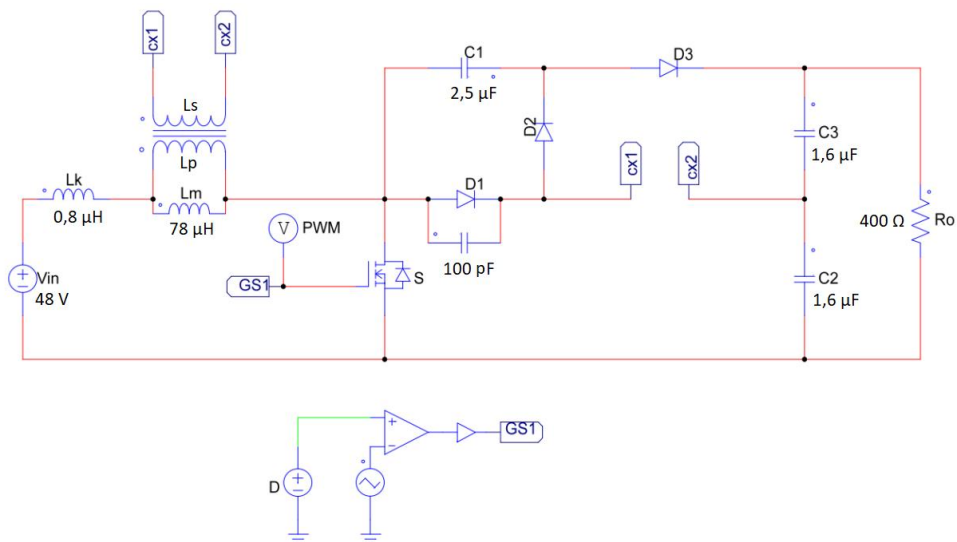 cx1
cx2
Ls
Lp
Lk
0,8 µH
Lm
78 µH
Vin
48 V
V
PWM
GS1
S
C1
2,5 µF
D2
D1
100 pF
D3
cx1
cx2
C3
1,6 µF
C2
1,6 µF
400 Ω
Ro
D
GS1